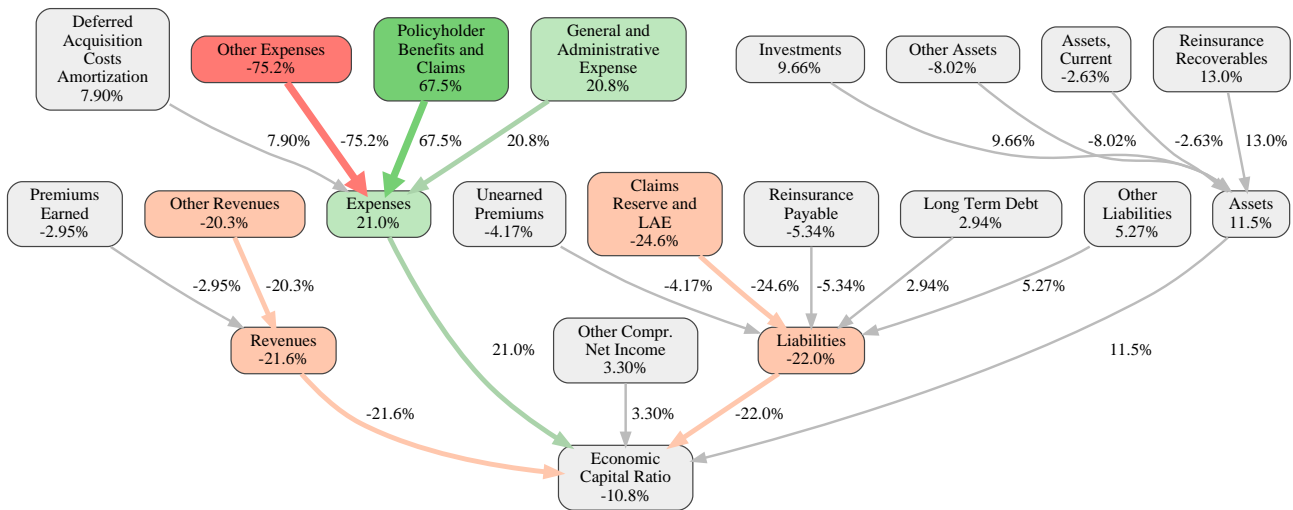 Deferred
Acquisition
Costs
Amortization
7.90%
Other Expenses
-75.2%
Policyholder
Benefits and
Claims
67.5%
General and
Administrative
Expense
20.8%
Investments
9.66%
Other Assets
-8.02%
Assets,
Current
-2.63%
Reinsurance
Recoverables
13.0%
7.90%
-75.2%
67.5%
20.8%
9.66%
-8.02%
-2.63%
13.0%
Premiums
Earned
-2.95%
Other Revenues
-20.3%
Expenses
21.0%
Unearned
Premiums
-4.17%
Claims
Reserve and
LAE
-24.6%
Reinsurance
Payable
-5.34%
Long Term Debt
2.94%
Other
Liabilities
5.27%
Assets
11.5%
-2.95%
-20.3%
-4.17%
-24.6%
-5.34%
2.94%
5.27%
Revenues
-21.6%
21.0%
Other Compr.
Net Income
3.30%
Liabilities
-22.0%
11.5%
-21.6%
3.30%
-22.0%
Economic
Capital Ratio
-10.8%